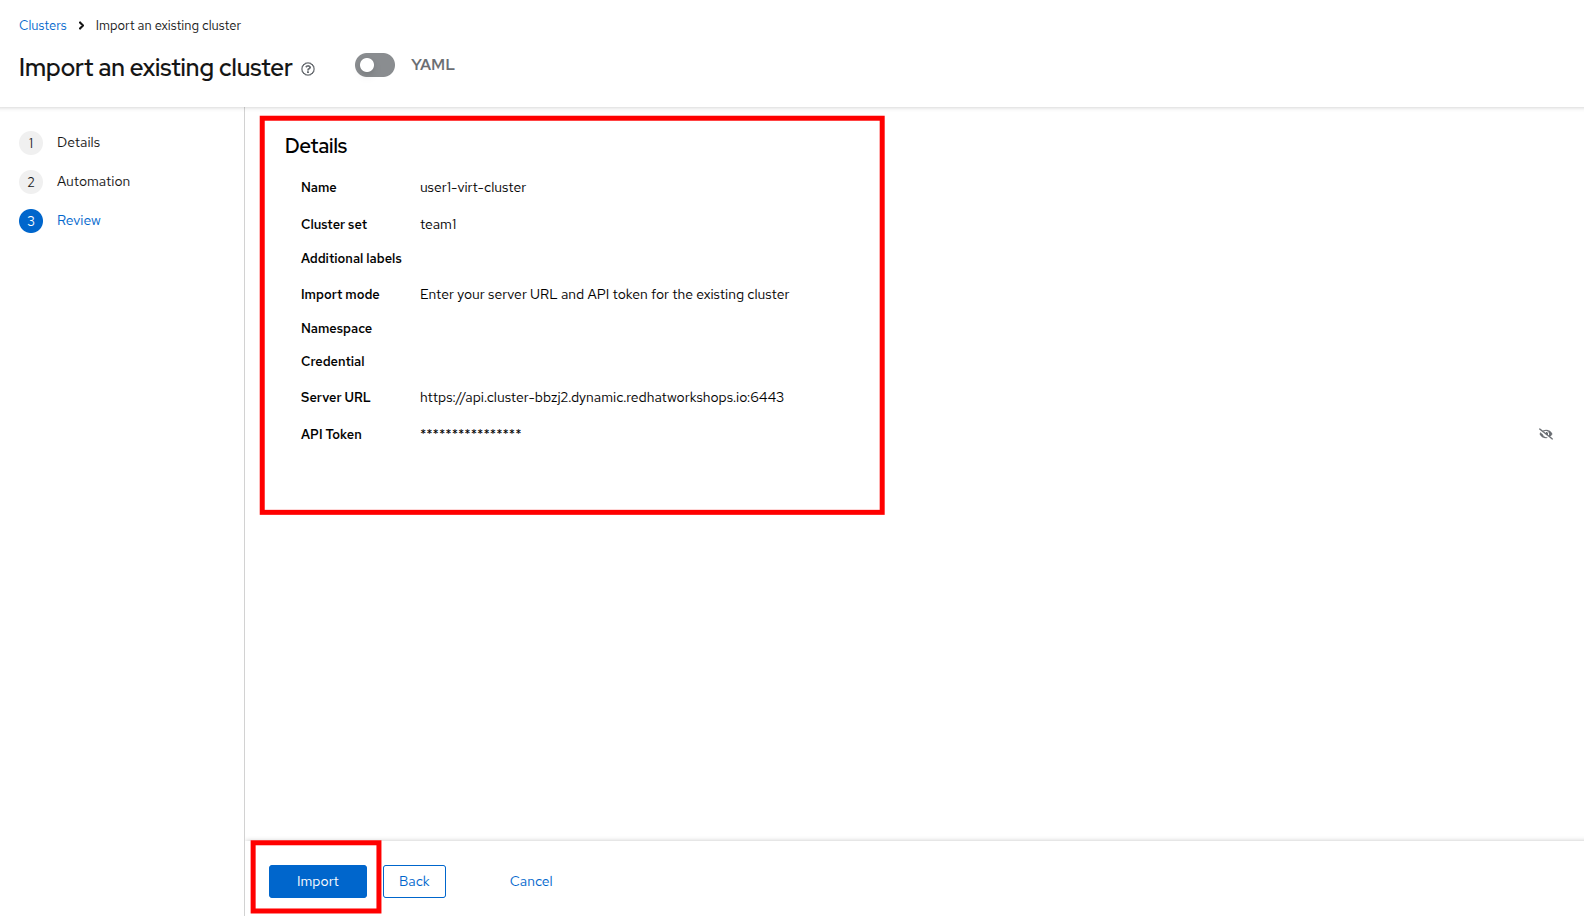 Clusters > Import an existing cluster
Import an existing cluster
YAML
1 Details
2 Automation
3 Review
Details
Name user1-virt-cluster
Cluster set team1
Additional labels
Import mode Enter your server URL and API token for the existing cluster
Namespace
Credential
Server URL https://api.cluster-bbzj2.dynamic.redhatworkshops.io:6443
API Token ****************
Import Back Cancel